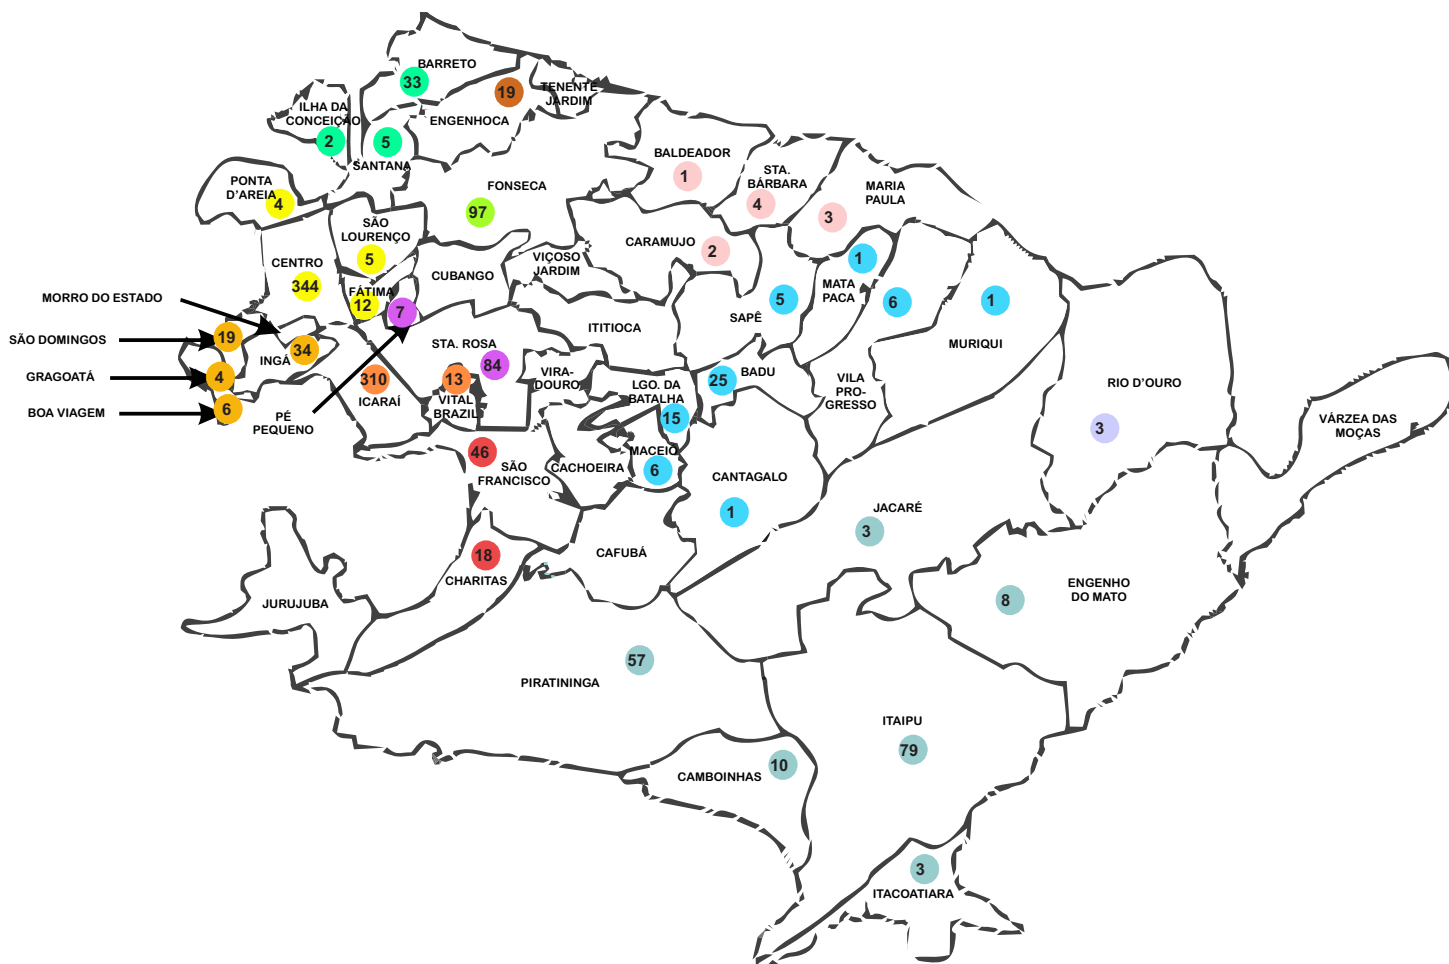 BARRETO
33
TENENTE
JARDIM
19
ILHA DA
CONCEIÇÃO
2
ENGENHOCA
5
SANTANA
PONTA
D'AREIA
4
FONSECA
97
BALDEADOR
1
STA.
BÁRBARA
4
MARIA
PAULA
3
SÃO
LOURENÇO
5
CENTRO
344
FÁTIMA
12
CUBANGO
7
VIÇOSO
JARDIM
CARAMUJO
2
SAPÊ
5
MATA
PACA
1
6
1
MURIQUI
MORRO DO ESTADO
SÃO DOMINGOS
19
INGÁ
34
GRAGOATÁ
4
BOA VIAGEM
6
PÉ
PEQUENO
STA. ROSA
84
ITITIOCA
310
ICARAÍ
13
VITAL
BRAZIL
VIRA-
DOURO
LGO. DA
BATALHA
15
BADU
25
VILA
PRO-
GRESSO
RIO D'OURO
3
VÁRZEA DAS
MOÇAS
46
SÃO
FRANCISCO
CACHOEIRA
MACEIO
6
CANTAGALO
1
JACARÉ
3
18
CHARITAS
CAFUBÁ
JURUJUBA
ENGENHO
DO MATO
8
PIRATININGA
57
ITAIPU
79
CAMBOINHAS
10
3
ITACOATIARA